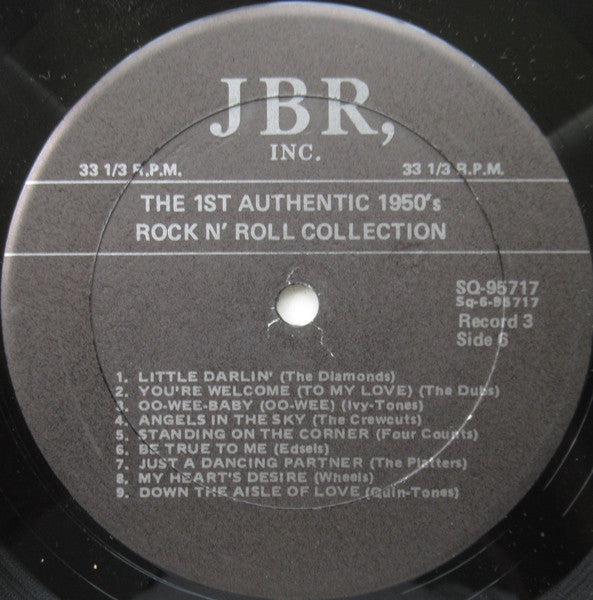 JBR,
INC.
33 1/3 R.P.M. 33 1/3 R.P.M.
THE 1ST AUTHENTIC 1950's
ROCK N' ROLL COLLECTION
SQ-95717
Sq-6-95717
Record 3
Side 6
1. LITTLE DARLIN' (The Diamonds)
2. YOU'RE WELCOME (TO MY LOVE) (The Dubs)
3. OO-WEE-BABY (OO-WEE) (Ivy-Tones)
4. ANGELS IN THE SKY (The Crewcuts)
5. STANDING ON THE CORNER (Four Counts)
6. BE TRUE TO ME (Edsels)
7. JUST A DANCING PARTNER (The Platters)
8. MY HEART'S DESIRE (Wheels)
9. DOWN THE AISLE OF LOVE (Quin-Tones)